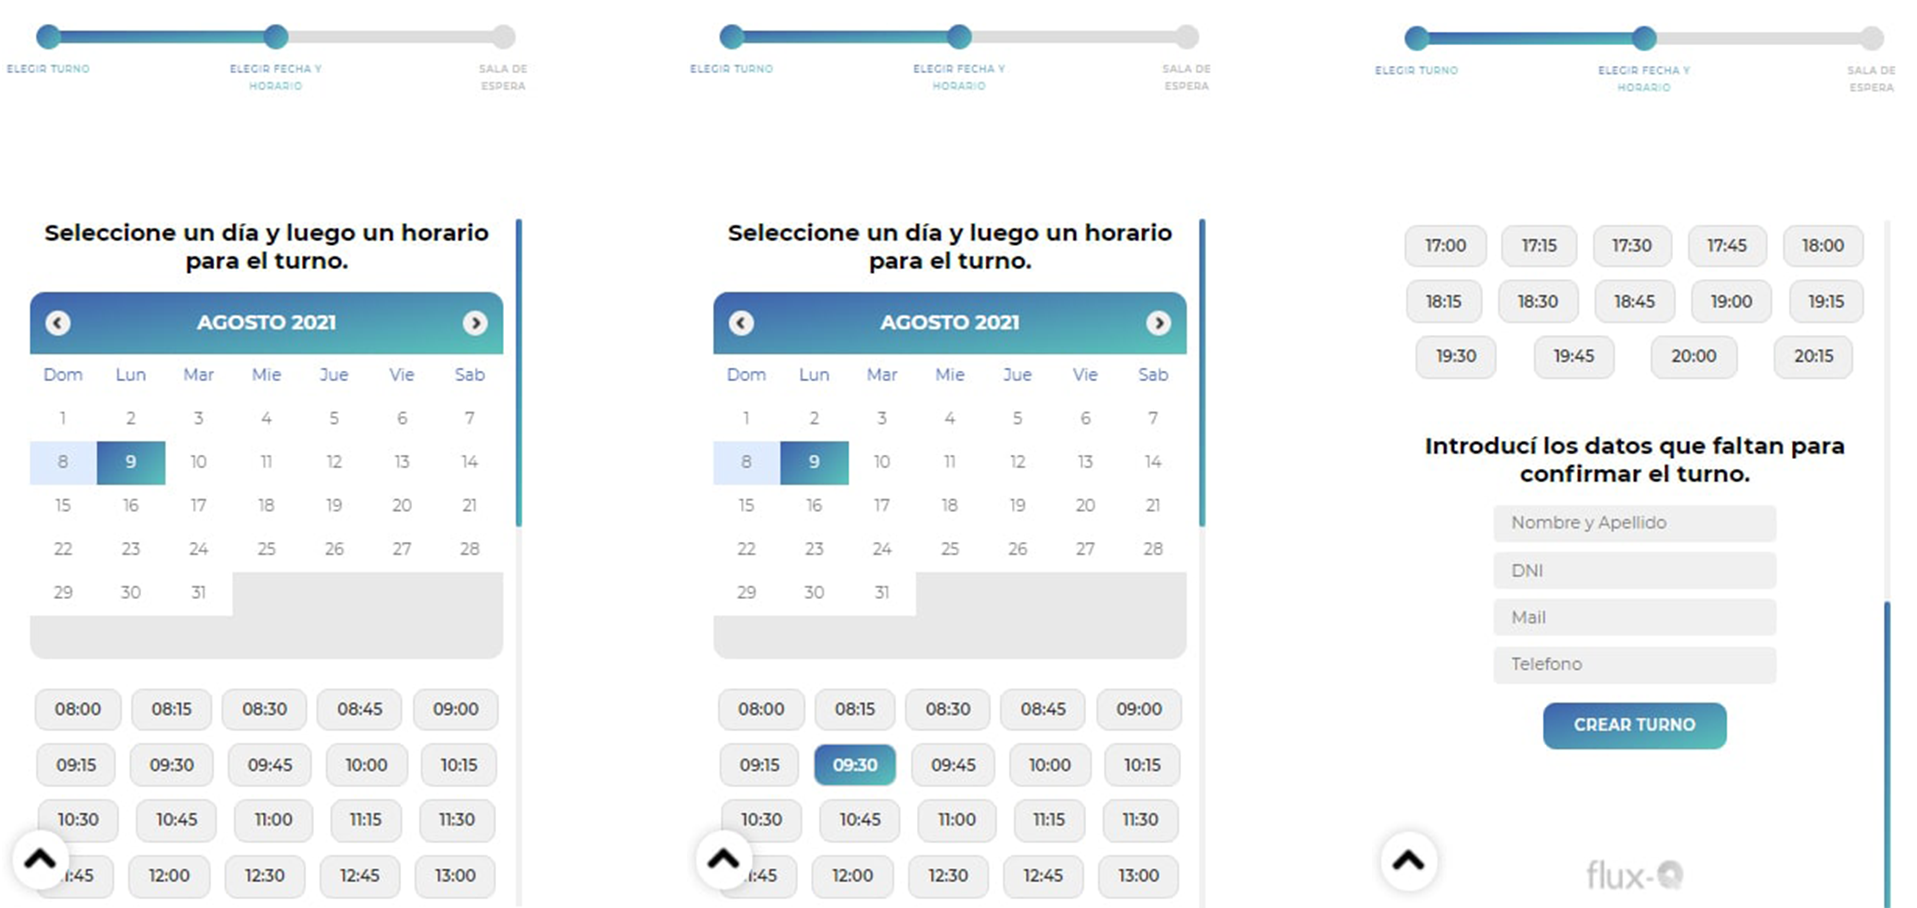 ELEGIR TURNO
ELEGIR FECHA Y
HORARIO
SALA DE
ESPERA
Seleccione un día y luego un horario
para el turno.
AGOSTO 2021
Dom Lun Mar Mie Jue Vie Sab
1 2 3 4 5 6 7
8 9 10 11 12 13 14
15 16 17 18 19 20 21
22 23 24 25 26 27 28
29 30 31
08:00 08:15 08:30 08:45 09:00
09:15 09:30 09:45 10:00 10:15
10:30 10:45 11:00 11:15 11:30
:45 12:00 12:30 12:45 13:00
ELEGIR TURNO
ELEGIR FECHA Y
HORARIO
SALA DE
ESPERA
Seleccione un día y luego un horario
para el turno.
AGOSTO 2021
Dom Lun Mar Mie Jue Vie Sab
1 2 3 4 5 6 7
8 9 10 11 12 13 14
15 16 17 18 19 20 21
22 23 24 25 26 27 28
29 30 31
08:00 08:15 08:30 08:45 09:00
09:15 09:30 09:45 10:00 10:15
10:30 10:45 11:00 11:15 11:30
:45 12:00 12:30 12:45 13:00
ELEGIR TURNO
ELEGIR FECHA Y
HORARIO
SALA DE
ESPERA
17:00 17:15 17:30 17:45 18:00
18:15 18:30 18:45 19:00 19:15
19:30 19:45 20:00 20:15
Introducí los datos que faltan para
confirmar el turno.
Nombre y Apellido
DNI
Mail
Telefono
CREAR TURNO
flux-Q